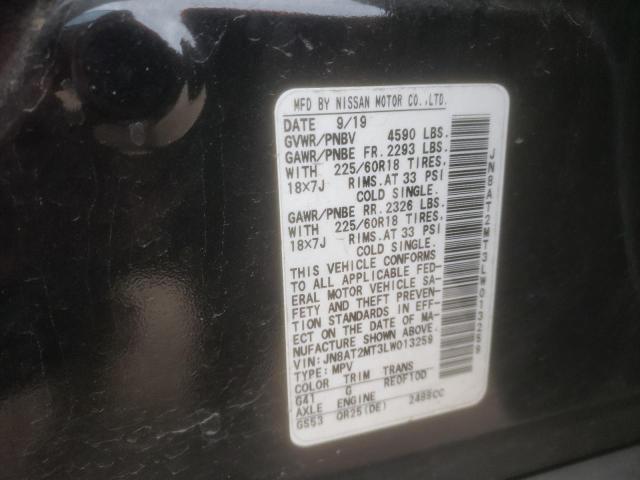 MFD BY NISSAN MOTOR CO.,LTD.
DATE 9/19
GVWR/PNBV 4590 LBS.
GAWR/PNBE FR. 2293 LBS.
WITH 225/60R18 TIRES,
18X7J RIMS.AT 33 PSI
COLD SINGLE.
GAWR/PNBE RR. 2326 LBS.
WITH 225/60R18 TIRES,
18X7J RIMS.AT 33 PSI
COLD SINGLE.
THIS VEHICLE CONFORMS
TO ALL APPLICABLE FED-
ERAL MOTOR VEHICLE SA-
FETY AND THEFT PREVEN-
TION STANDARDS IN EFF-
ECT ON THE DATE OF MA-
NUFACTURE SHOWN ABOVE.
VIN: JN8AT2MT3LW013259
TYPE: MPV
COLOR TRIM TRANS
G41 G RE0F10D
AXLE ENGINE
GS53 QR25(DE) 2488CC
JN8AT2MT3LW013259